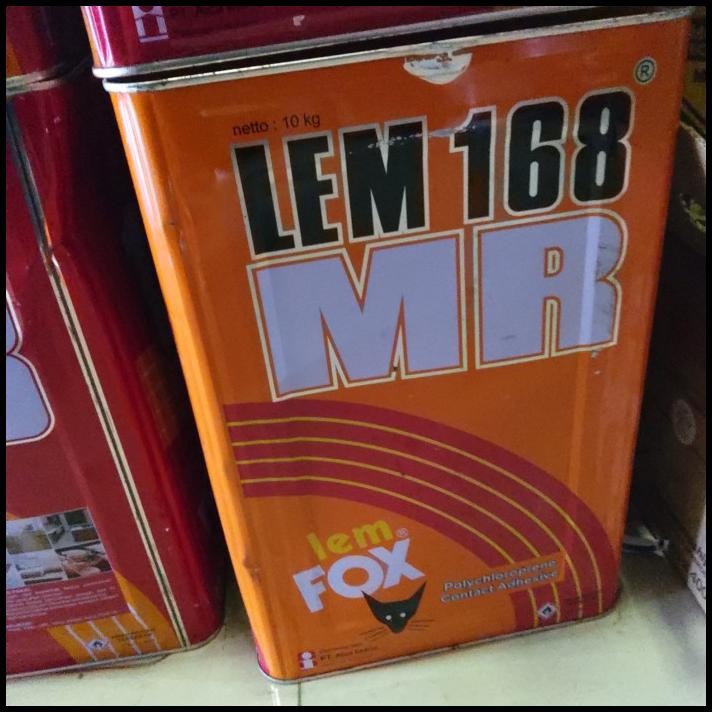 netto : 10 kg
®
LEM 168
MR
lem
®
FOX
Polychloroprene
Contact Adhesive